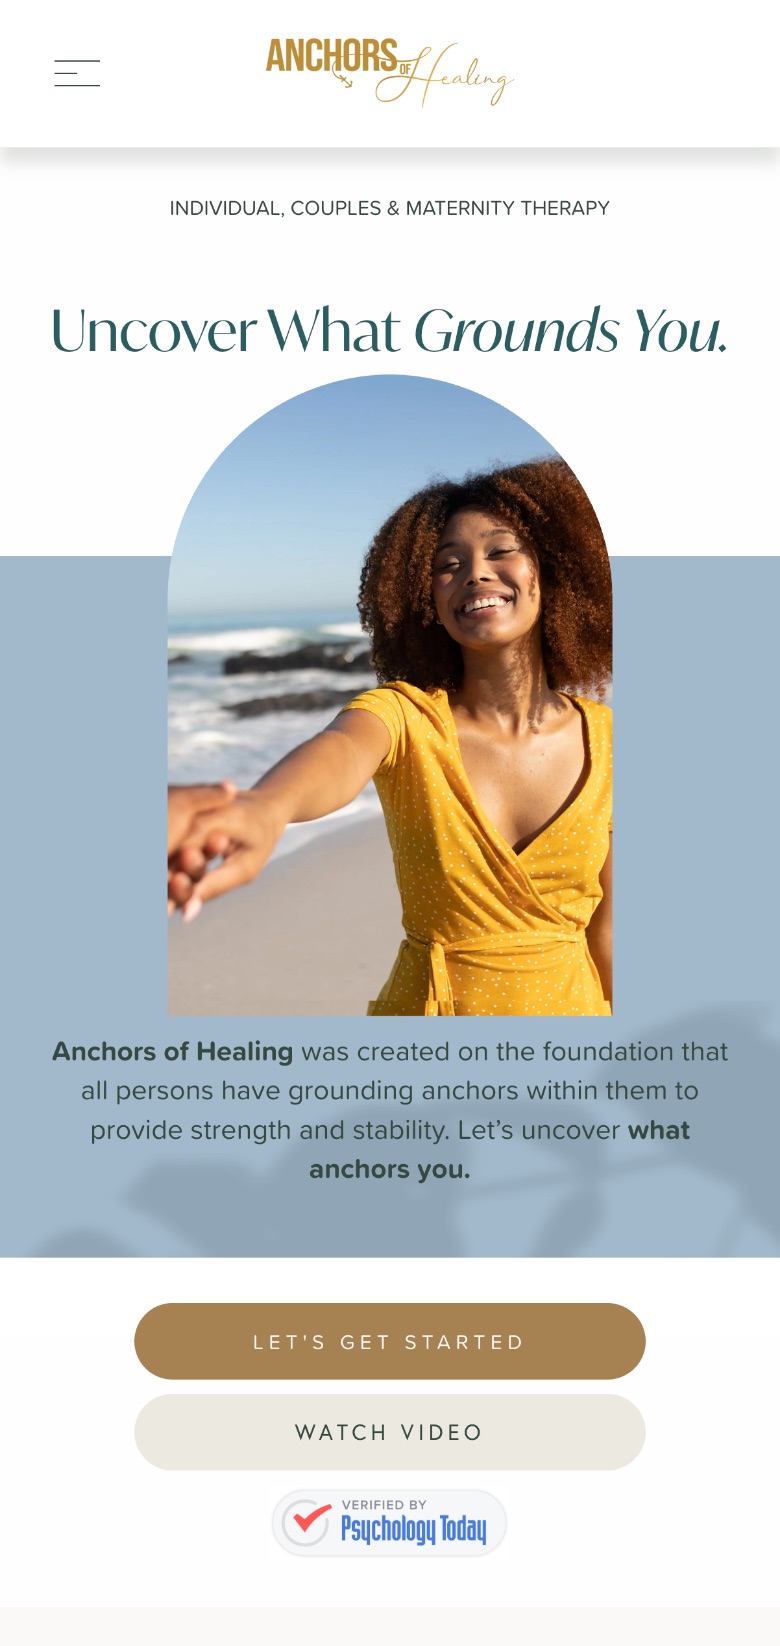 ANCHORS OF Healing
INDIVIDUAL, COUPLES & MATERNITY THERAPY
Uncover What Grounds You.
Anchors of Healing was created on the foundation that
all persons have grounding anchors within them to
provide strength and stability. Let’s uncover what
anchors you.
LET'S GET STARTED
WATCH VIDEO
VERIFIED BY
Psychology Today